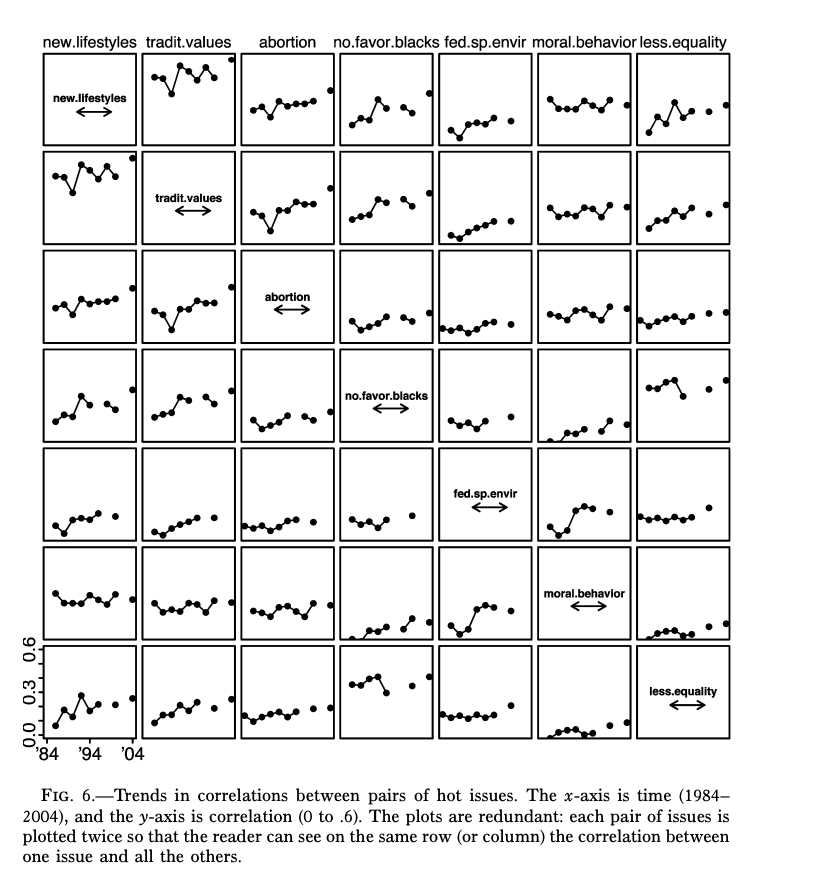 new.lifestyles tradit.values abortion no.favor.blacks fed.sp.envir moral.behavior less.equality
new.lifestyles
tradit.values
abortion
no.favor.blacks
fed.sp.envir
moral.behavior
less.equality
0.0 0.3 0.6
'84 '94 '04
FIG. 6.—Trends in correlations between pairs of hot issues. The x-axis is time (1984–
2004), and the y-axis is correlation (0 to .6). The plots are redundant: each pair of issues is
plotted twice so that the reader can see on the same row (or column) the correlation between
one issue and all the others.